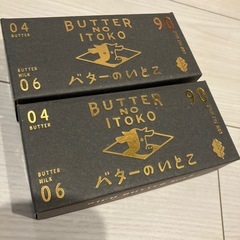 04
BUTTER
BUTTER
NO
ITOKO
90
BUTTER
MILK
06
バターのいとこ
04
BUTTER
BUTTER
NO
ITOKO
90
BUTTER
MILK
06
バターのいとこ